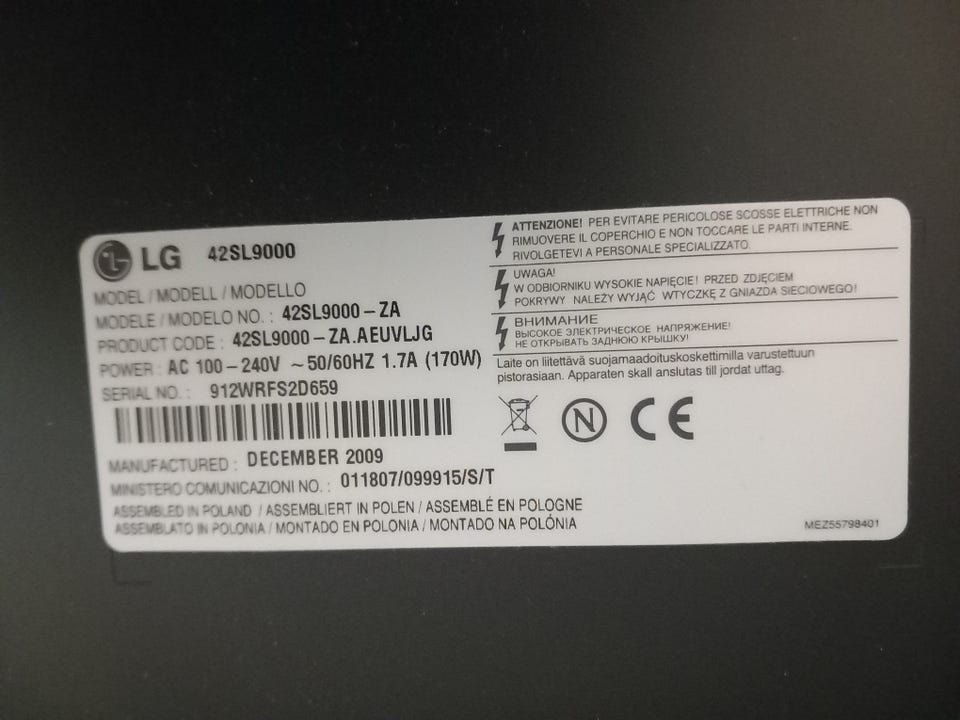 LG 42SL9000
MODEL / MODELL / MODELLO
MODELE / MODELO NO. : 42SL9000-ZA
PRODUCT CODE : 42SL9000-ZA.AEUVLJG
POWER : AC 100-240V ~50/60HZ 1.7A (170W)
SERIAL NO. : 912WRFS2D659
MANUFACTURED : DECEMBER 2009
MINISTERO COMUNICAZIONI NO. : 011807/099915/S/T
ASSEMBLED IN POLAND / ASSEMBLIERT IN POLEN / ASSEMBLÉ EN POLOGNE
ASSEMBLATO IN POLONIA / MONTADO EN POLONIA / MONTADO NA POLÓNIA
ATTENZIONE! PER EVITARE PERICOLOSE SCOSSE ELETTRICHE NON
RIMUOVERE IL COPERCHIO E NON TOCCARE LE PARTI INTERNE.
RIVOLGETEVI A PERSONALE SPECIALIZZATO.
UWAGA!
W ODBIORNIKU WYSOKIE NAPIĘCIE! PRZED ZDJĘCIEM
POKRYWY NALEŻY WYJĄĆ WTYCZKĘ Z GNIAZDA SIECIOWEGO!
ВНИМАНИЕ
ВЫСОКОЕ ЭЛЕКТРИЧЕСКОЕ НАПРЯЖЕНИЕ!
НЕ ОТКРЫВАТЬ ЗАДНЮЮ КРЫШКУ!
Laite on liitettävä suojamaadoituskoskettimilla varustettuun
pistorasiaan. Apparaten skall anslutas till jordat uttag.
N CE
MEZ55798401